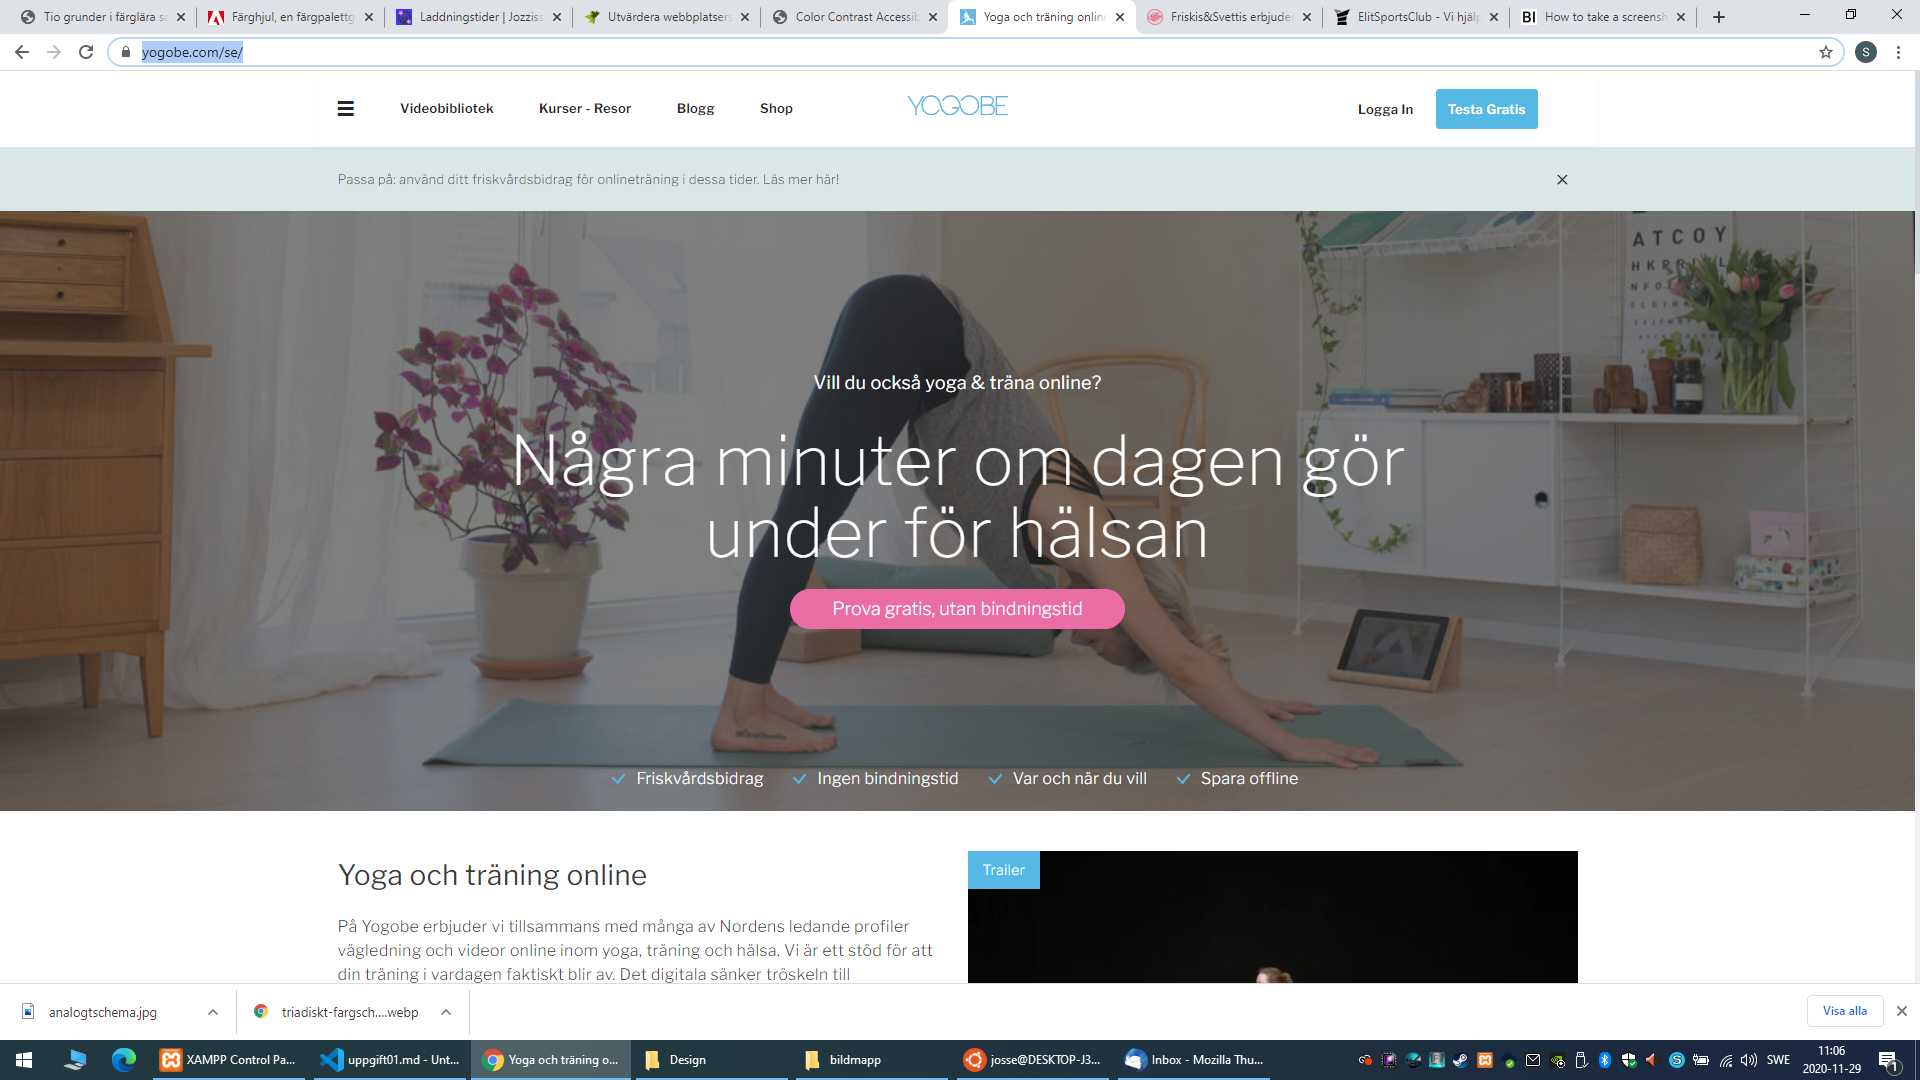 Tio grunder i färglära so
Färghjul, en färgpalettg
Laddningstider | Jozziss
Utvärdera webbplatsers
Color Contrast Accessib
Yoga och träning online
Friskis&Svettis erbjuder
ElitSportsClub - Vi hjälp
BI How to take a screensh
yogobe.com/se/
S
Videobibliotek
Kurser - Resor
Blogg
Shop
YOGOBE
Logga In
Testa Gratis
Passa på: använd ditt friskvårdsbidrag för onlineträning i dessa tider. Läs mer här!
ATCOY
Vill du också yoga & träna online?
Några minuter om dagen gör
under för hälsan
Prova gratis, utan bindningstid
Friskvårdsbidrag
Ingen bindningstid
Var och när du vill
Spara offline
Yoga och träning online
Trailer
På Yogobe erbjuder vi tillsammans med många av Nordens ledande profiler
vägledning och videor online inom yoga, träning och hälsa. Vi är ett stöd för att
din träning i vardagen faktiskt blir av. Det digitala sänker tröskeln till
analogtschema.jpg
triadiskt-fargsch....webp
Visa alla
XAMPP Control Pa...
uppgift01.md - Unt...
Yoga och träning o...
Design
bildmapp
josse@DESKTOP-J3...
Inbox - Mozilla Thu...
SWE
11:06
2020-11-29
1